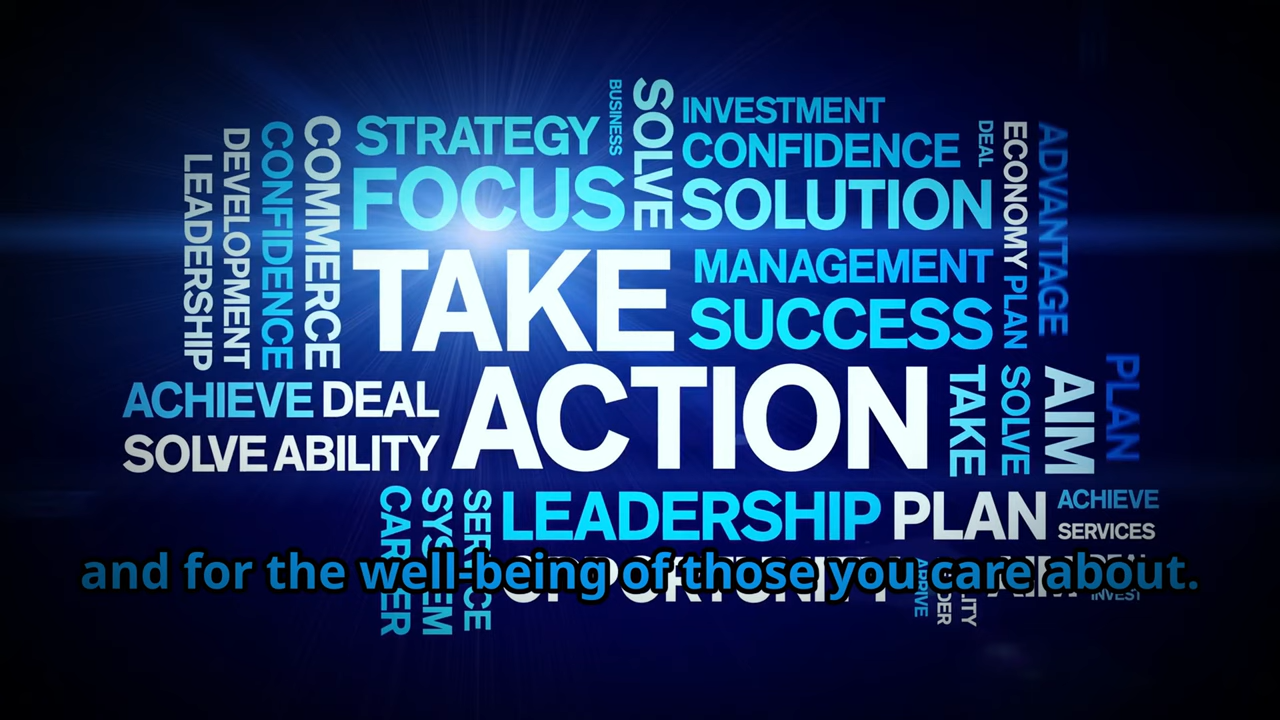 BUSINESS
SOLVE
INVESTMENT
STRATEGY
CONFIDENCE
DEAL
ECONOMY
ADVANTAGE
LEADERSHIP
DEVELOPMENT
CONFIDENCE
COMMERCE
FOCUS
SOLUTION
TAKE
MANAGEMENT
SUCCESS
PLAN
ACHIEVE DEAL
ACTION
TAKE
SOLVE
AIM
PLAN
SOLVE ABILITY
CAREER
SYSTEM
SERVICE
LEADERSHIP PLAN
ACHIEVE
SERVICES
and for the well-being of those you care about.
INVEST